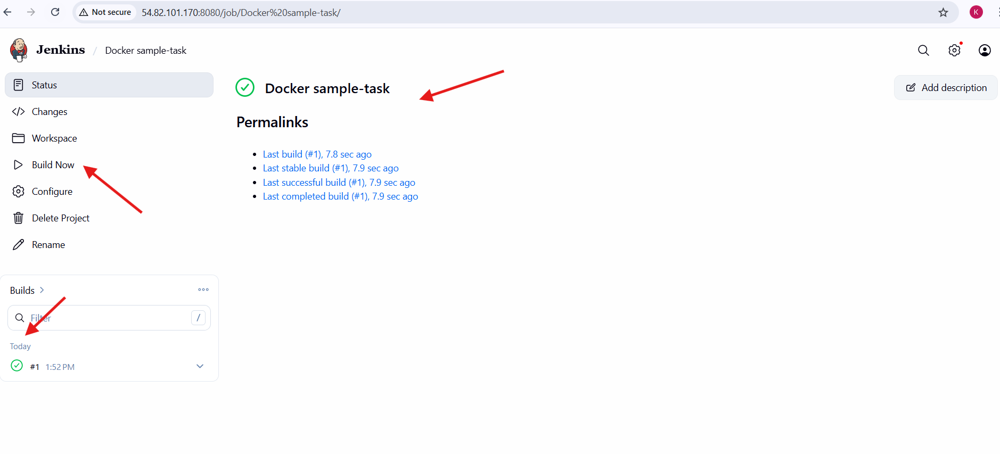 Not secure 54.82.101.170:8080/job/Docker%20sample-task/
K
Jenkins / Docker sample-task
Status
Changes
Workspace
Build Now
Configure
Delete Project
Rename
Builds
Filter /
Today
#1 1:52 PM
Docker sample-task
Add description
Permalinks
Last build (#1), 7.8 sec ago
Last stable build (#1), 7.9 sec ago
Last successful build (#1), 7.9 sec ago
Last completed build (#1), 7.9 sec ago